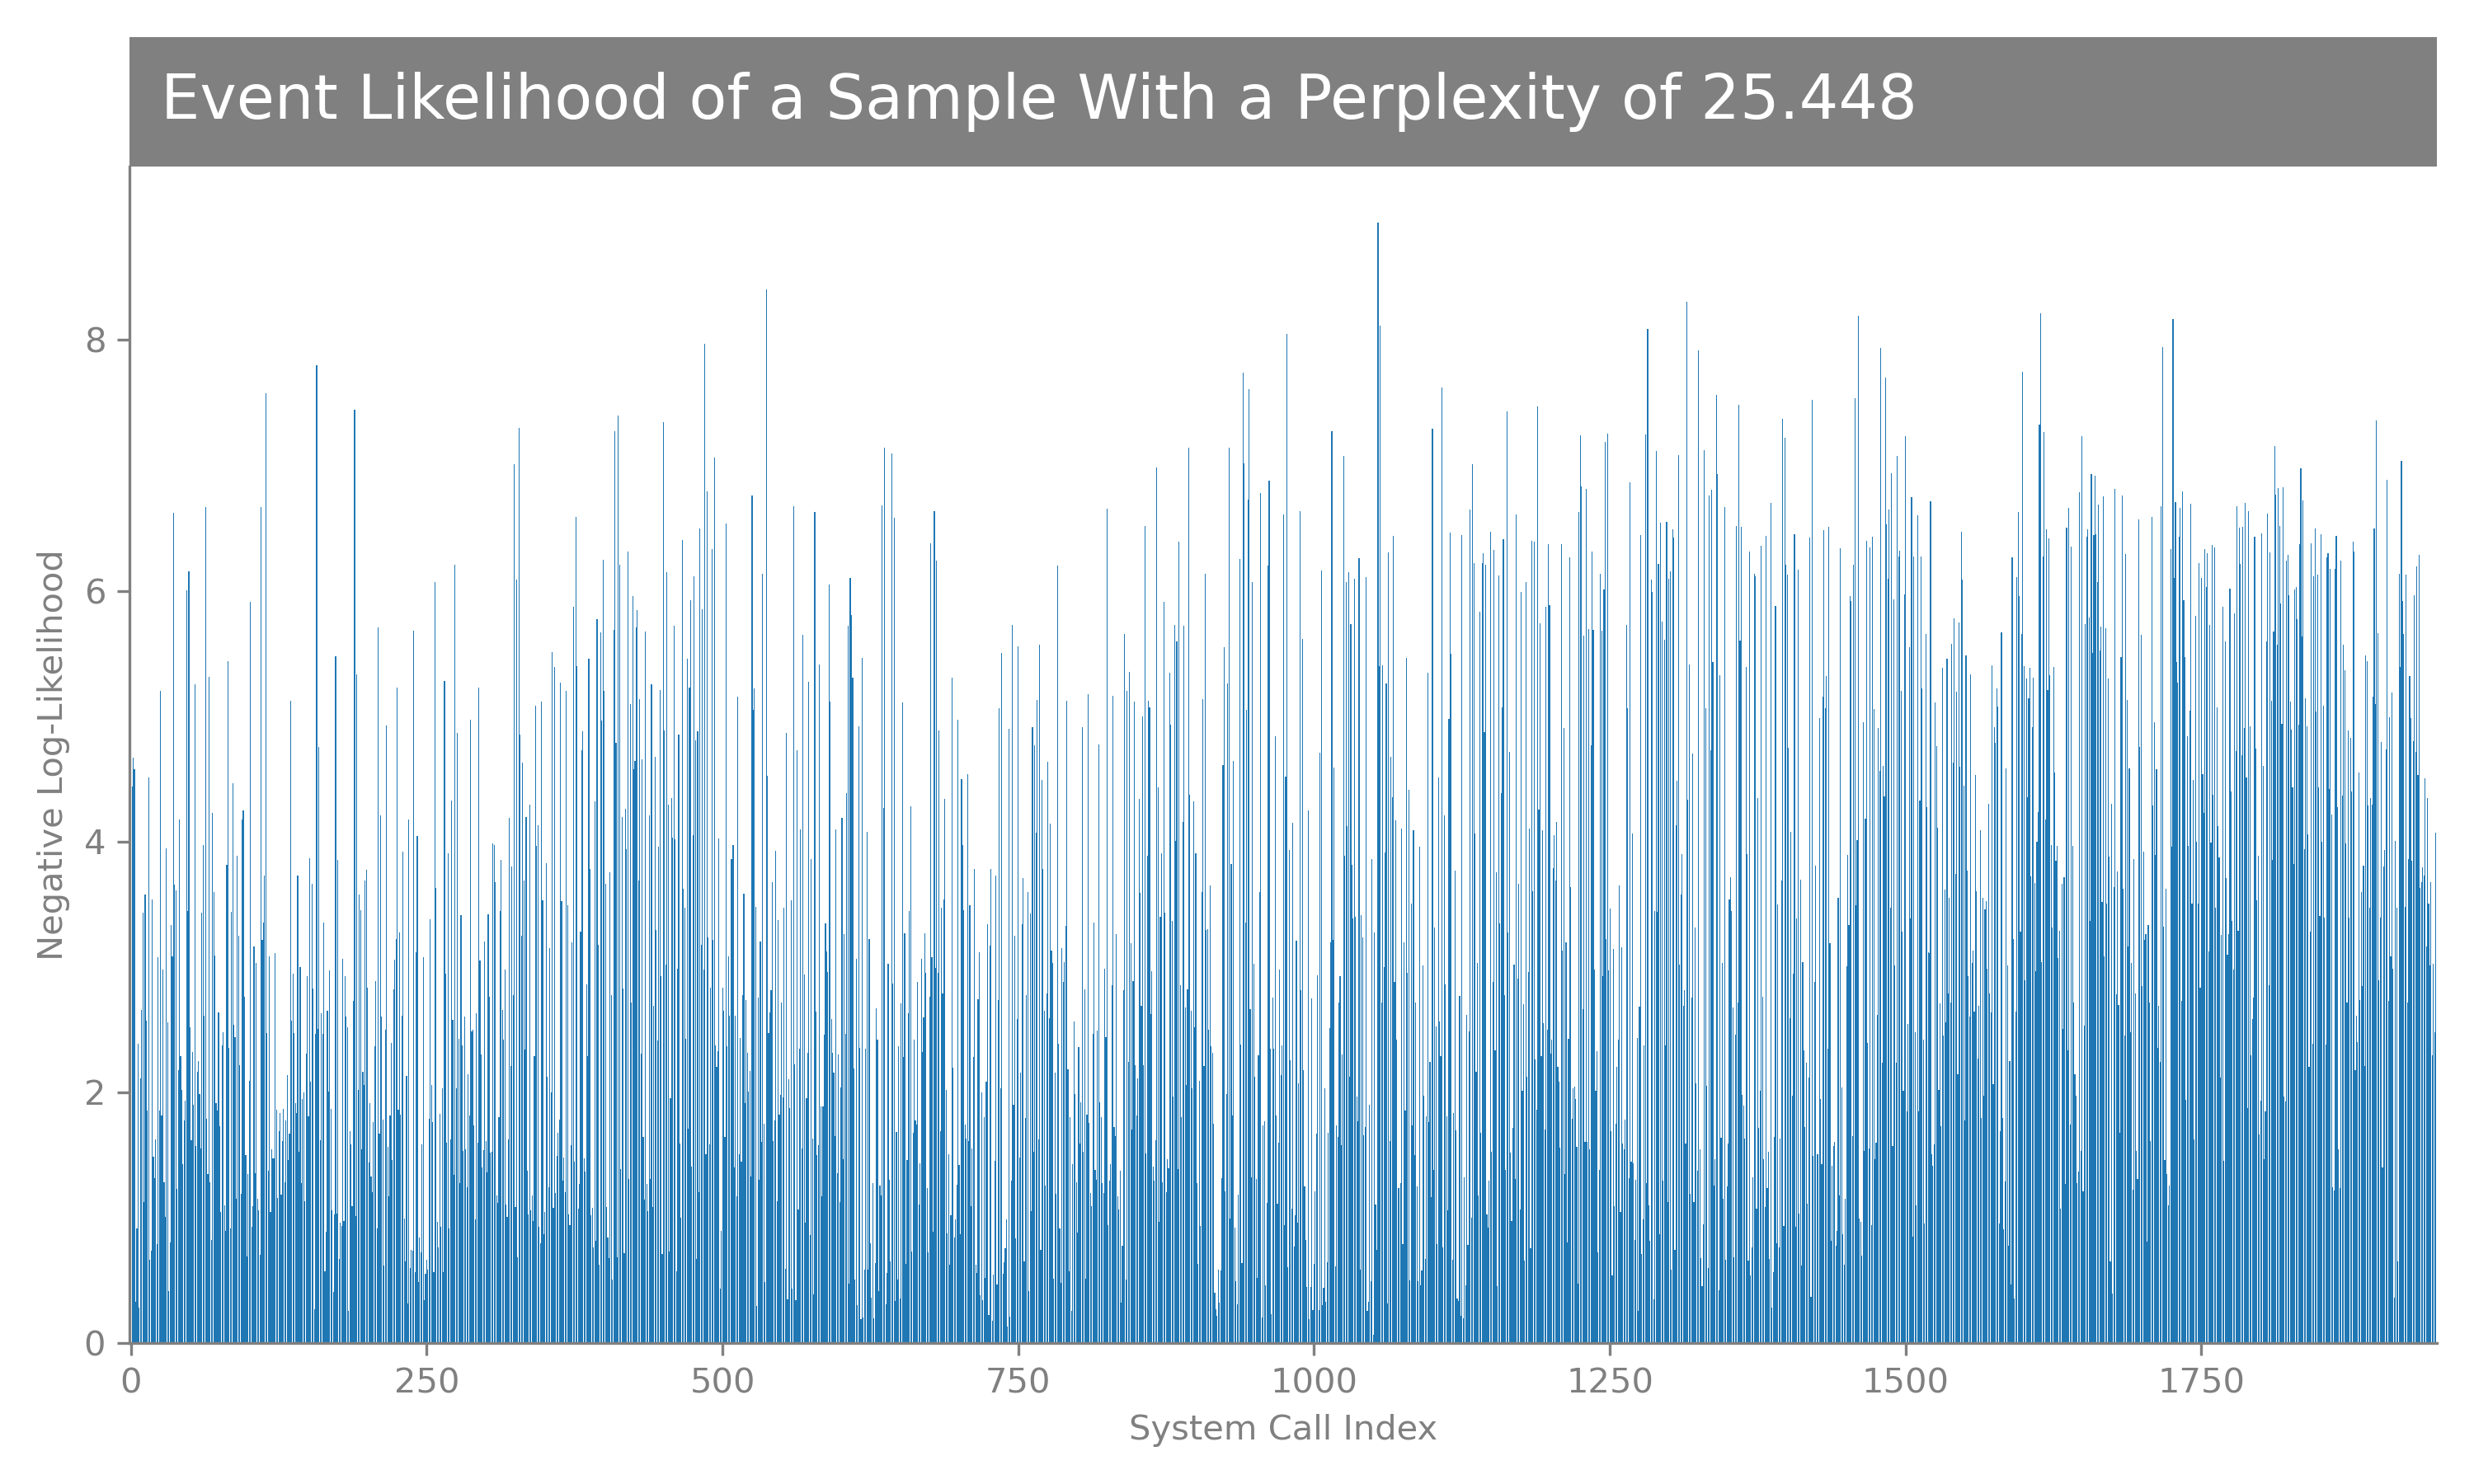 Event Likelihood of a Sample With a Perplexity of 25.448
Negative Log-Likelihood
8
6
4
2
0
0 250 500 750 1000 1250 1500 1750
System Call Index